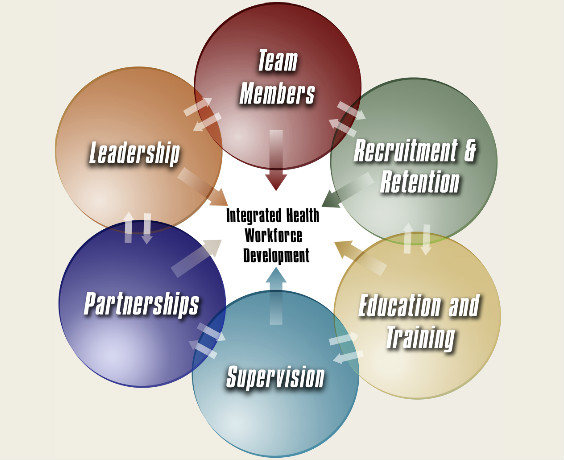 Team
Members
Leadership
Recruitment &
Retention
Integrated Health
Workforce
Development
Partnerships
Education and
Training
Supervision